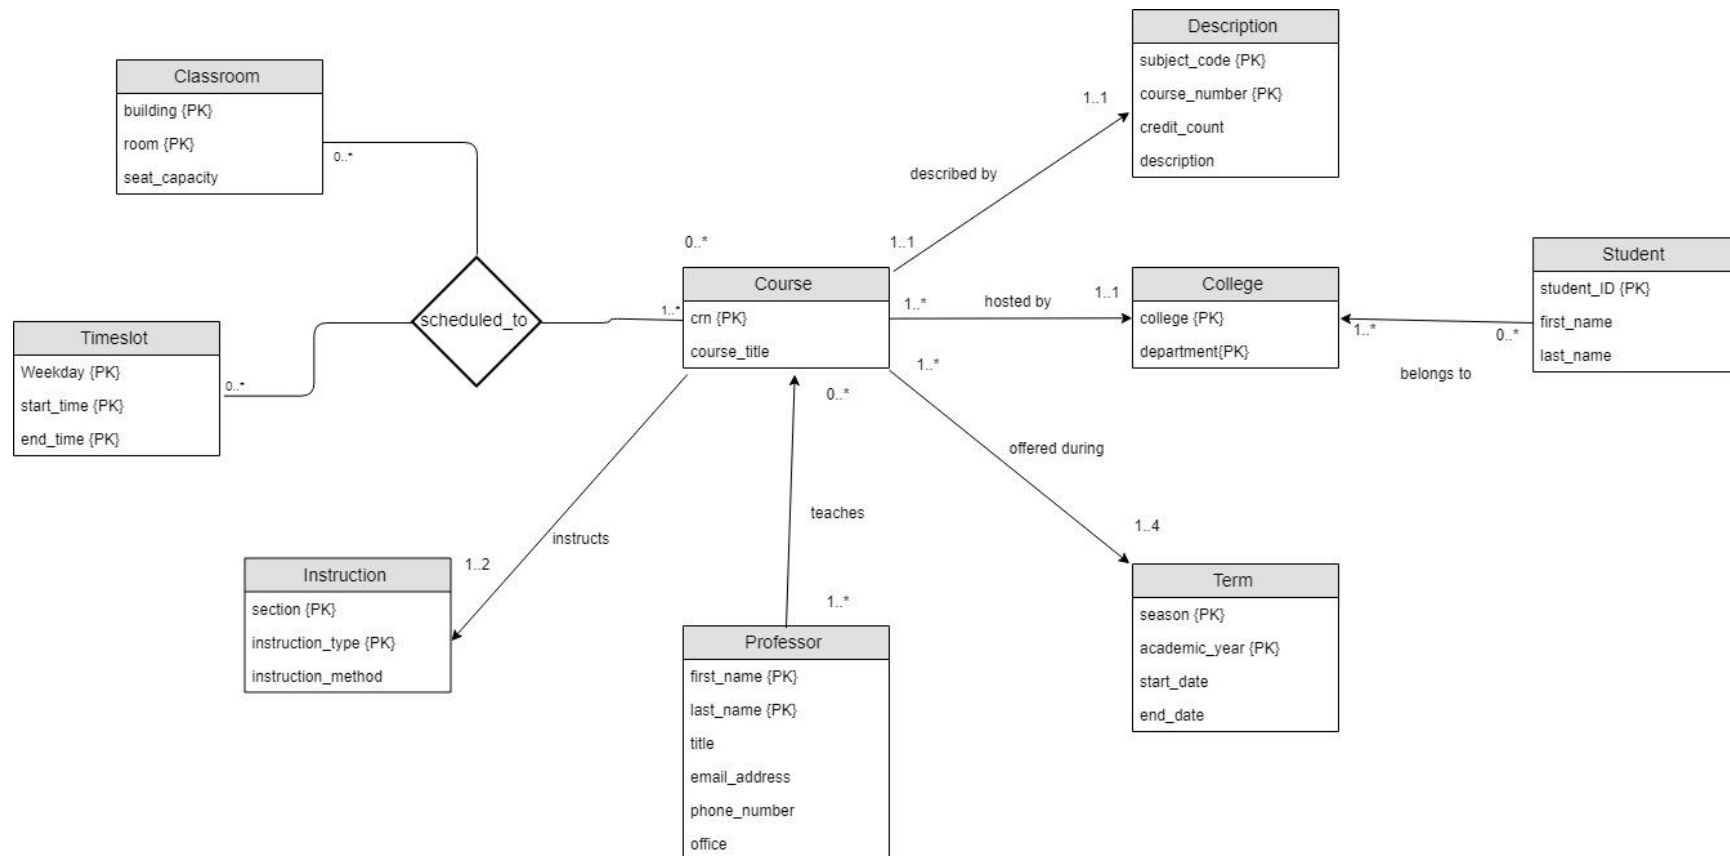 Description
subject_code {PK}
course_number {PK}
credit_count
description
Classroom
building {PK}
room {PK}
seat_capacity
0..*
1..1
described by
0..*
1..1
Course
crn {PK}
course_title
1..*
scheduled_to
Timeslot
Weekday {PK}
start_time {PK}
end_time {PK}
0..*
1..*
hosted by
1..1
College
college {PK}
department{PK}
Student
student_ID {PK}
first_name
last_name
1..*
0..*
belongs to
1..*
0..*
offered during
teaches
instructs
1..2
1..4
1..*
Instruction
section {PK}
instruction_type {PK}
instruction_method
Professor
first_name {PK}
last_name {PK}
title
email_address
phone_number
office
Term
season {PK}
academic_year {PK}
start_date
end_date